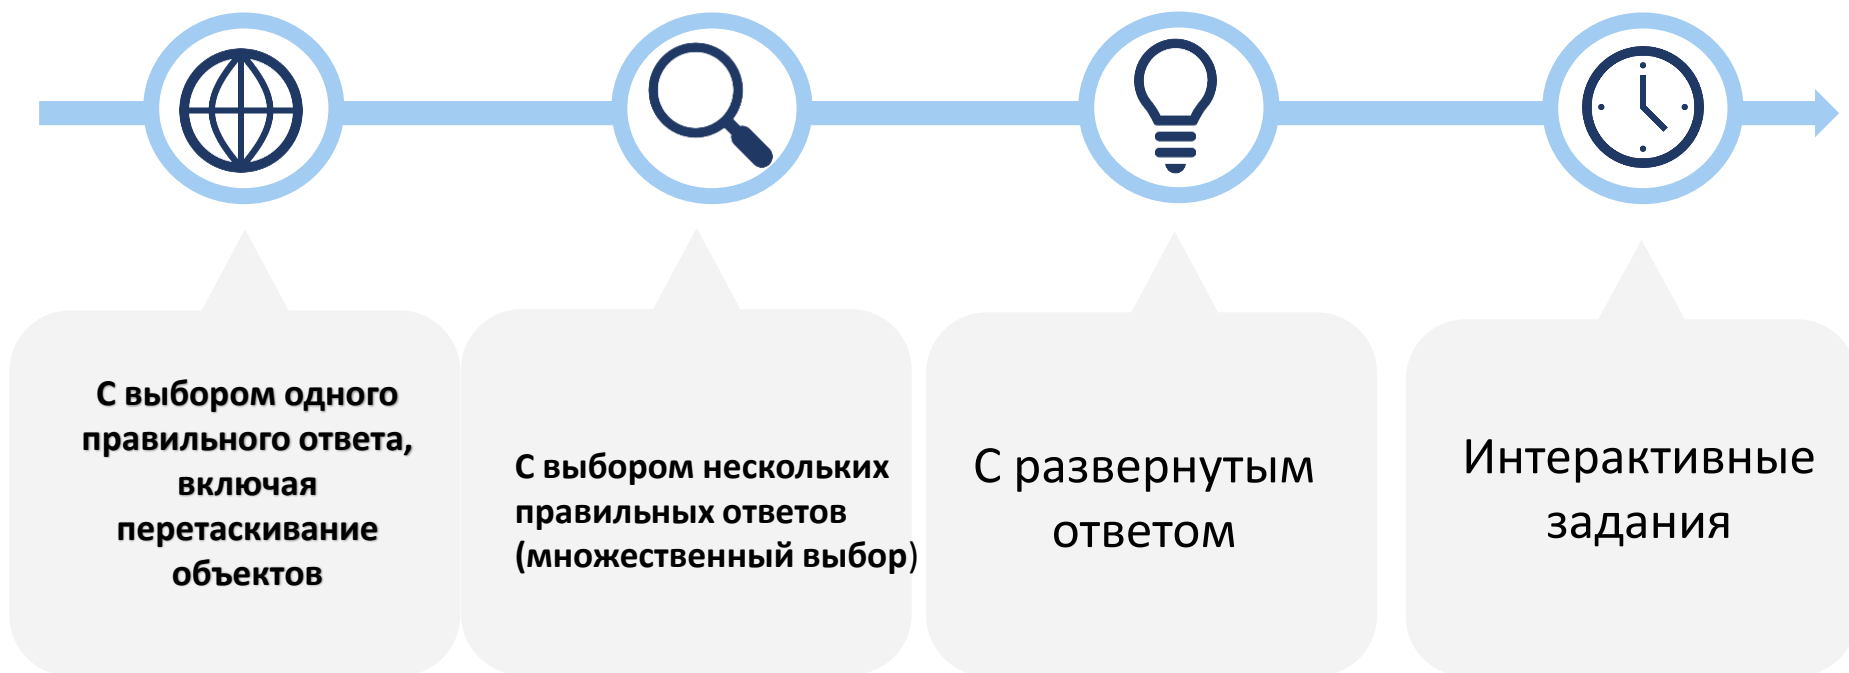 С выбором одного
правильного ответа,
включая
перетаскивание
объектов
С выбором нескольких
правильных ответов
(множественный выбор)
С развернутым
ответом
Интерактивные
задания